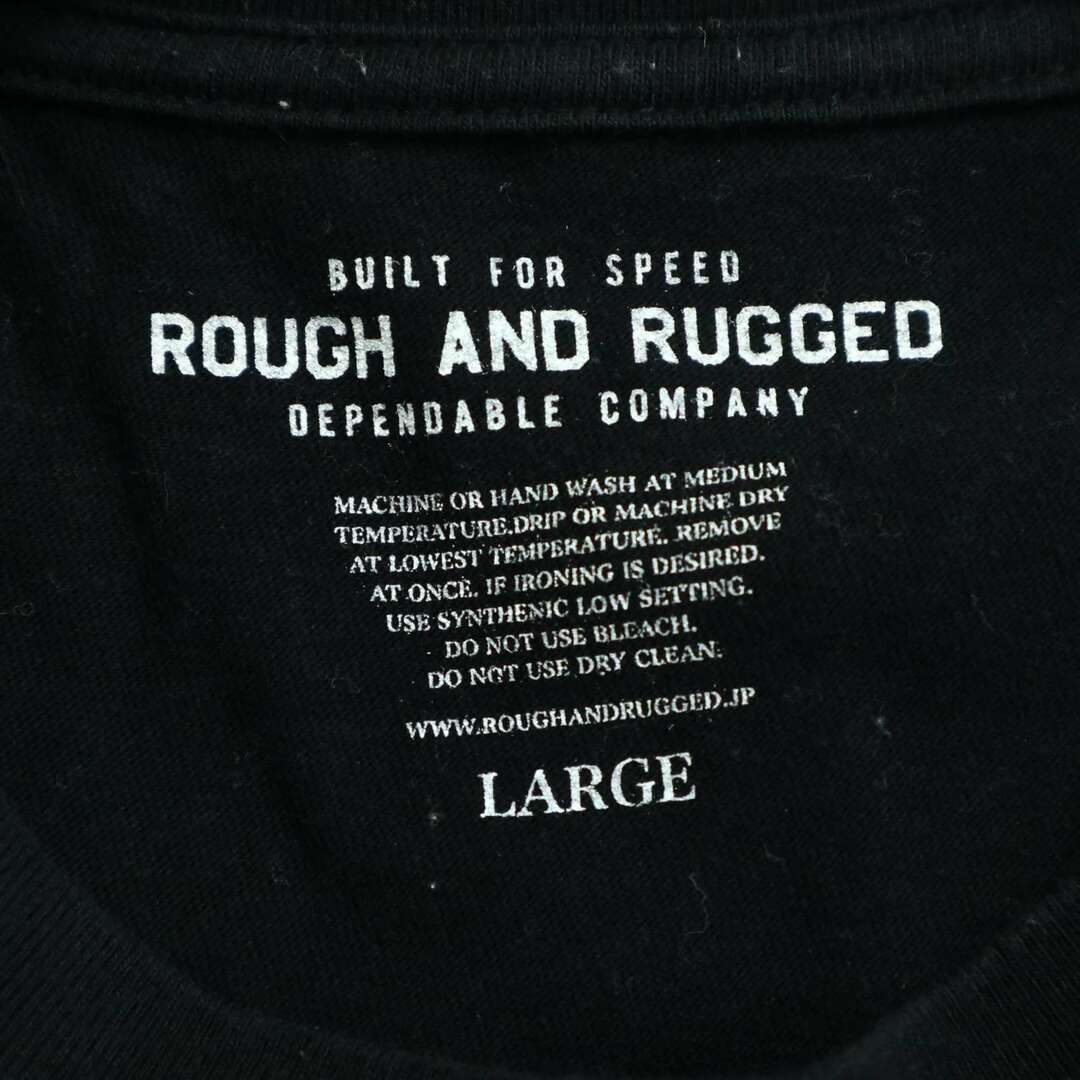 BUILT FOR SPEED
ROUGH AND RUGGED
DEPENDABLE COMPANY
MACHINE OR HAND WASH AT MEDIUM
TEMPERATURE.DRIP OR MACHINE DRY
AT LOWEST TEMPERATURE. REMOVE
AT ONCE. IF IRONING IS DESIRED.
USE SYNTHENIC LOW SETTING.
DO NOT USE BLEACH.
DO NOT USE DRY CLEAN.
WWW.ROUGHANDRUGGED.JP
LARGE